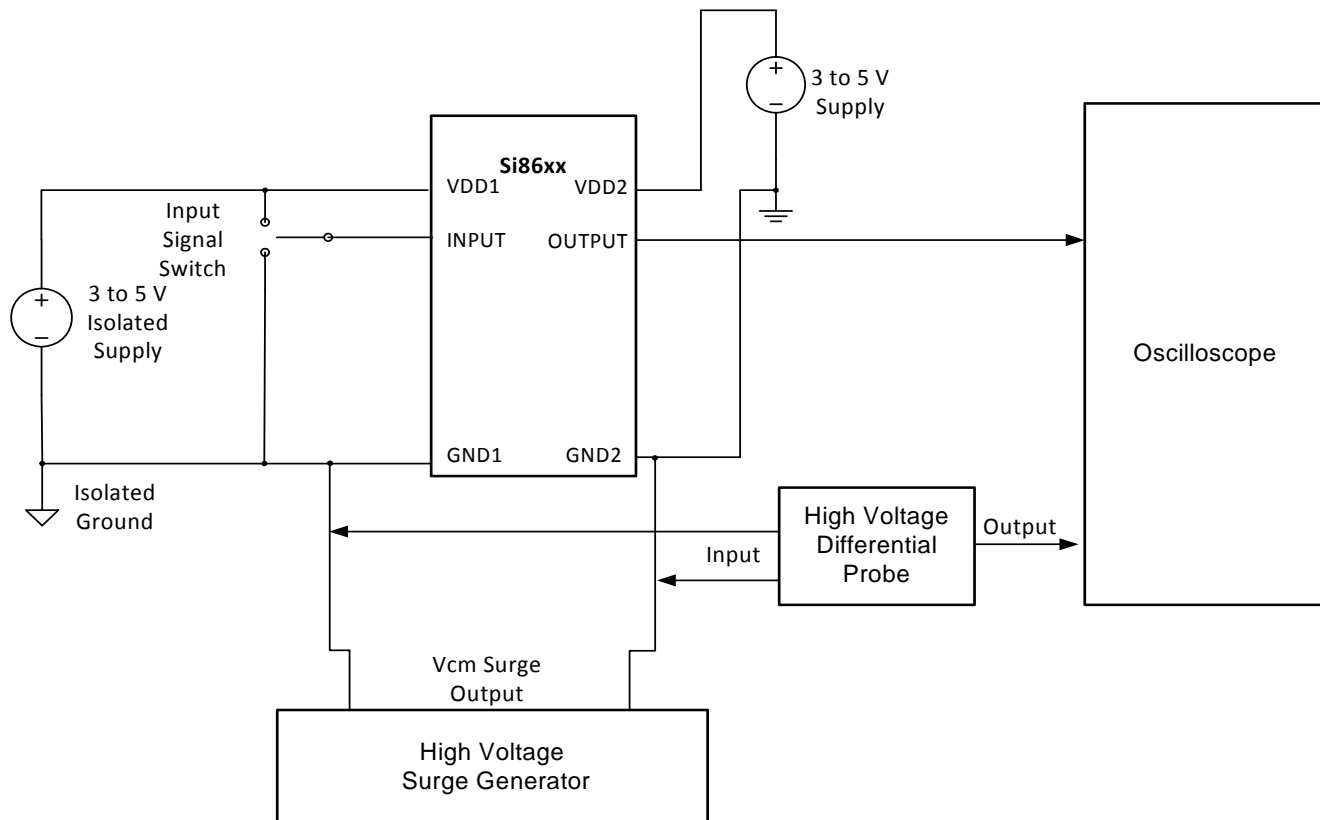 3 to 5 V
Supply
Si86xx
VDD1
VDD2
Input
Signal
Switch
INPUT
OUTPUT
3 to 5 V
Isolated
Supply
Oscilloscope
GND1
GND2
Isolated
Ground
High Voltage
Differential
Probe
Input
Output
Vcm Surge
Output
High Voltage
Surge Generator
+
−
+
−